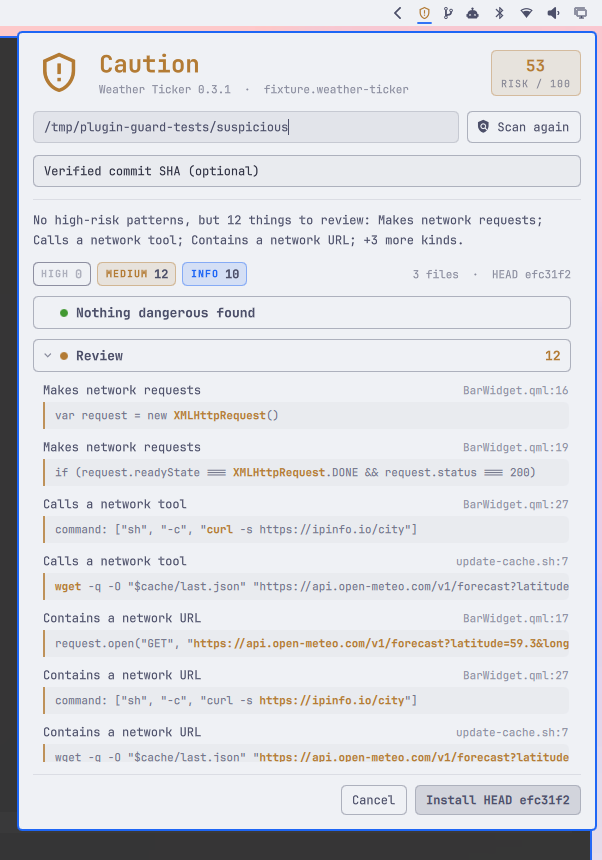 Caution
Weather Ticker 0.3.1 · fixture.weather-ticker
53
RISK / 100
/tmp/plugin-guard-tests/suspicious
Scan again
Verified commit SHA (optional)
No high-risk patterns, but 12 things to review: Makes network requests;
Calls a network tool; Contains a network URL; +3 more kinds.
HIGH 0 MEDIUM 12 INFO 10
3 files · HEAD efc31f2
Nothing dangerous found
Review 12
Makes network requests BarWidget.qml:16
var request = new XMLHttpRequest()
Makes network requests BarWidget.qml:19
if (request.readyState === XMLHttpRequest.DONE && request.status === 200)
Calls a network tool BarWidget.qml:27
command: ["sh", "-c", "curl -s https://ipinfo.io/city"]
Calls a network tool update-cache.sh:7
wget -q -O "$cache/last.json" "https://api.open-meteo.com/v1/forecast?latitude
Contains a network URL BarWidget.qml:17
request.open("GET", "https://api.open-meteo.com/v1/forecast?latitude=59.3&long
Contains a network URL BarWidget.qml:27
command: ["sh", "-c", "curl -s https://ipinfo.io/city"]
Contains a network URL update-cache.sh:7
wget -q -O "$cache/last.json" "https://api.open-meteo.com/v1/forecast?latitude
Cancel
Install HEAD efc31f2